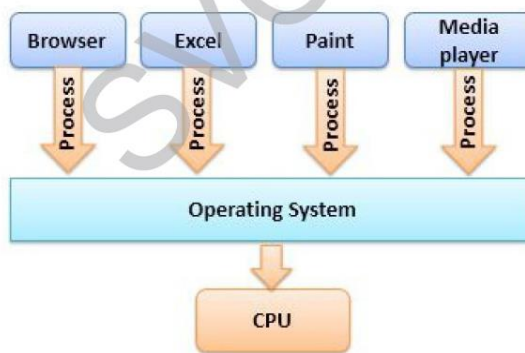 Browser
Excel
Paint
Media
player
Process
Process
Process
Process
Operating System
CPU